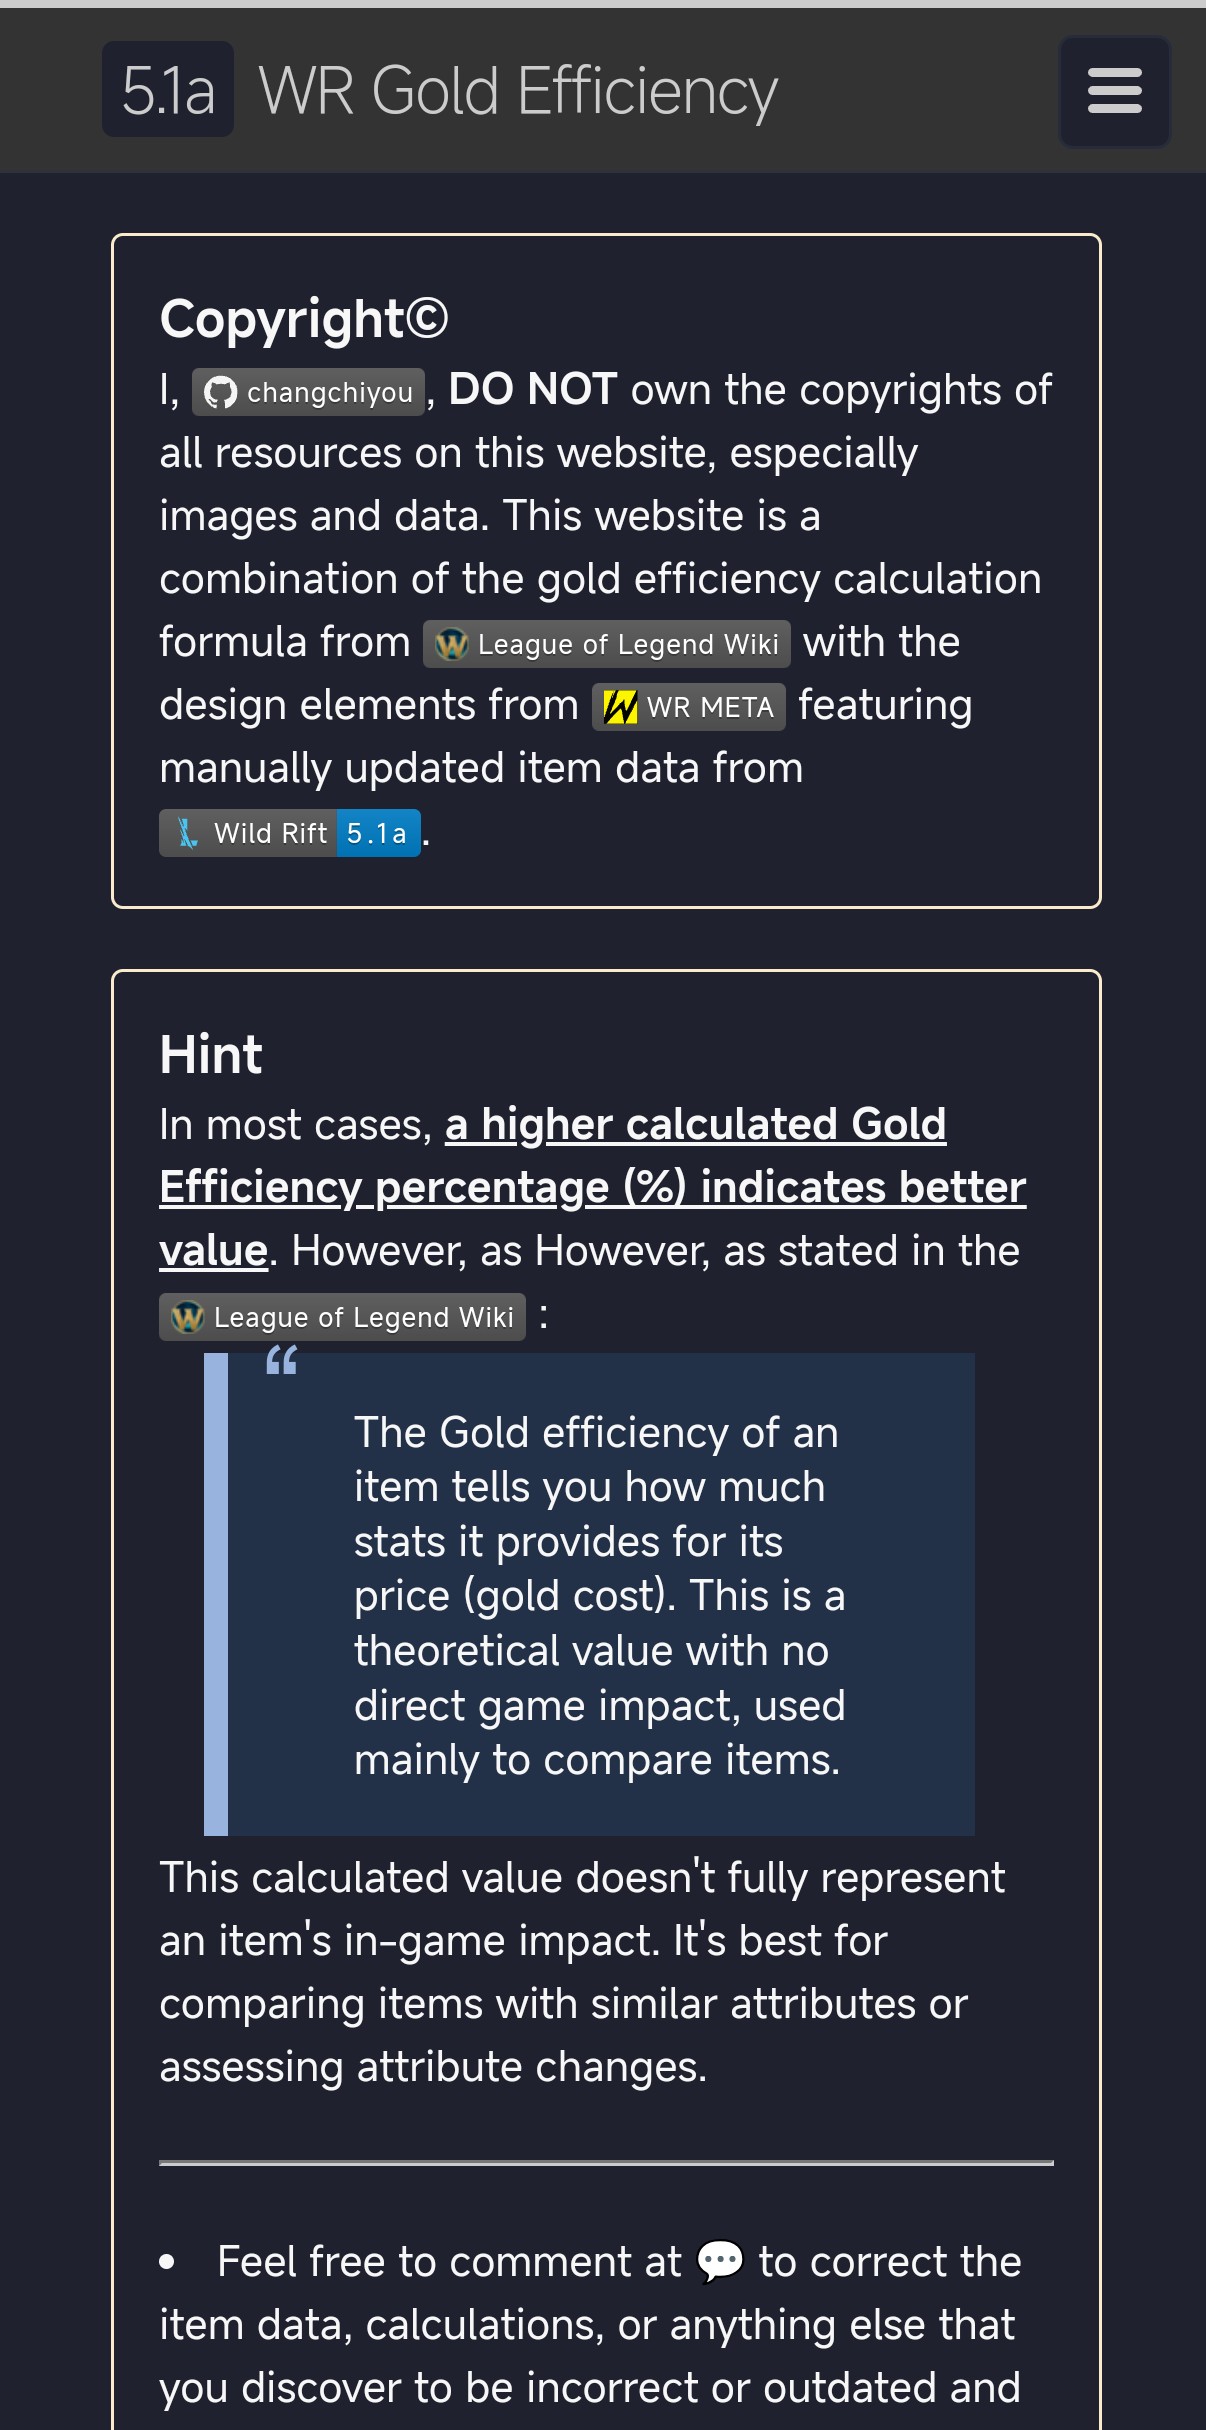 5.1a WR Gold Efficiency
Copyright©
I, changchiyou, DO NOT own the copyrights of
all resources on this website, especially
images and data. This website is a
combination of the gold efficiency calculation
formula from League of Legend Wiki with the
design elements from WR META featuring
manually updated item data from
Wild Rift 5.1a.
Hint
In most cases, a higher calculated Gold
Efficiency percentage (%) indicates better
value. However, as However, as stated in the
League of Legend Wiki :
“
The Gold efficiency of an
item tells you how much
stats it provides for its
price (gold cost). This is a
theoretical value with no
direct game impact, used
mainly to compare items.
This calculated value doesn't fully represent
an item's in-game impact. It's best for
comparing items with similar attributes or
assessing attribute changes.
• Feel free to comment at 💬 to correct the
item data, calculations, or anything else that
you discover to be incorrect or outdated and